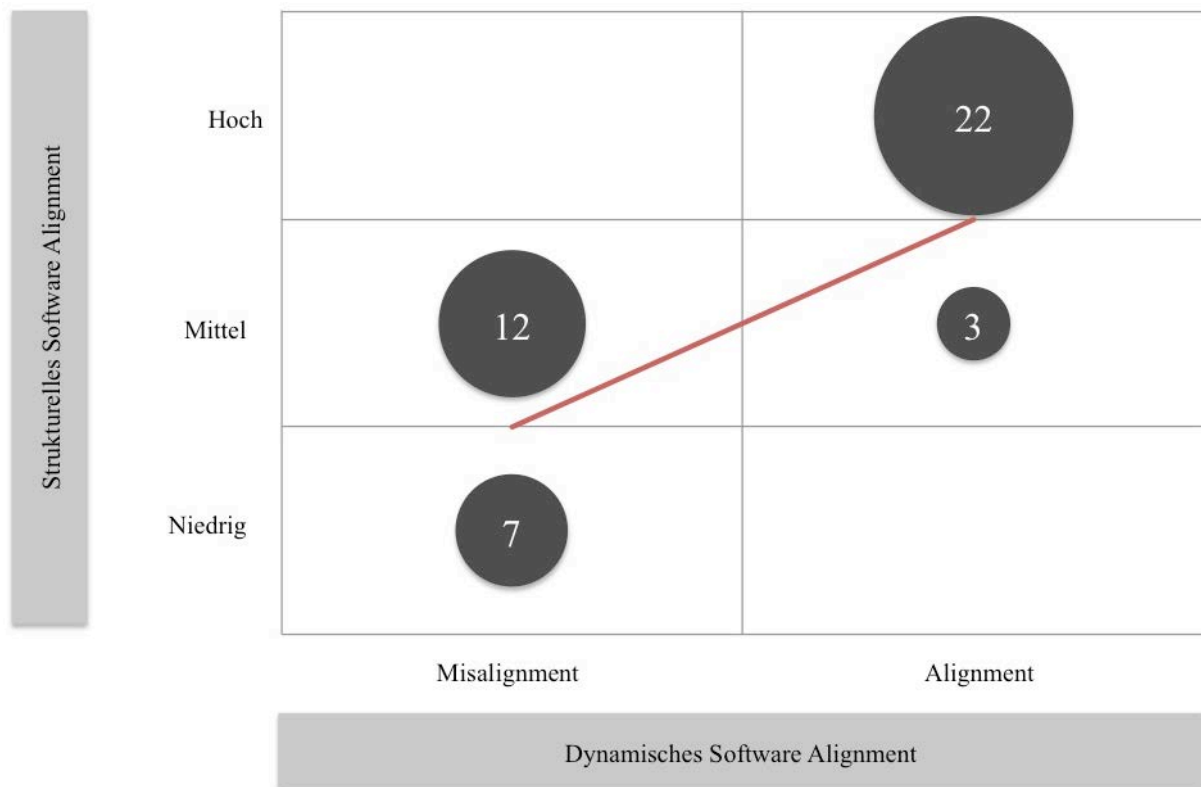 Strukturelles Software Alignment
Hoch
22
Mittel
12
3
Niedrig
7
Misalignment
Alignment
Dynamisches Software Alignment